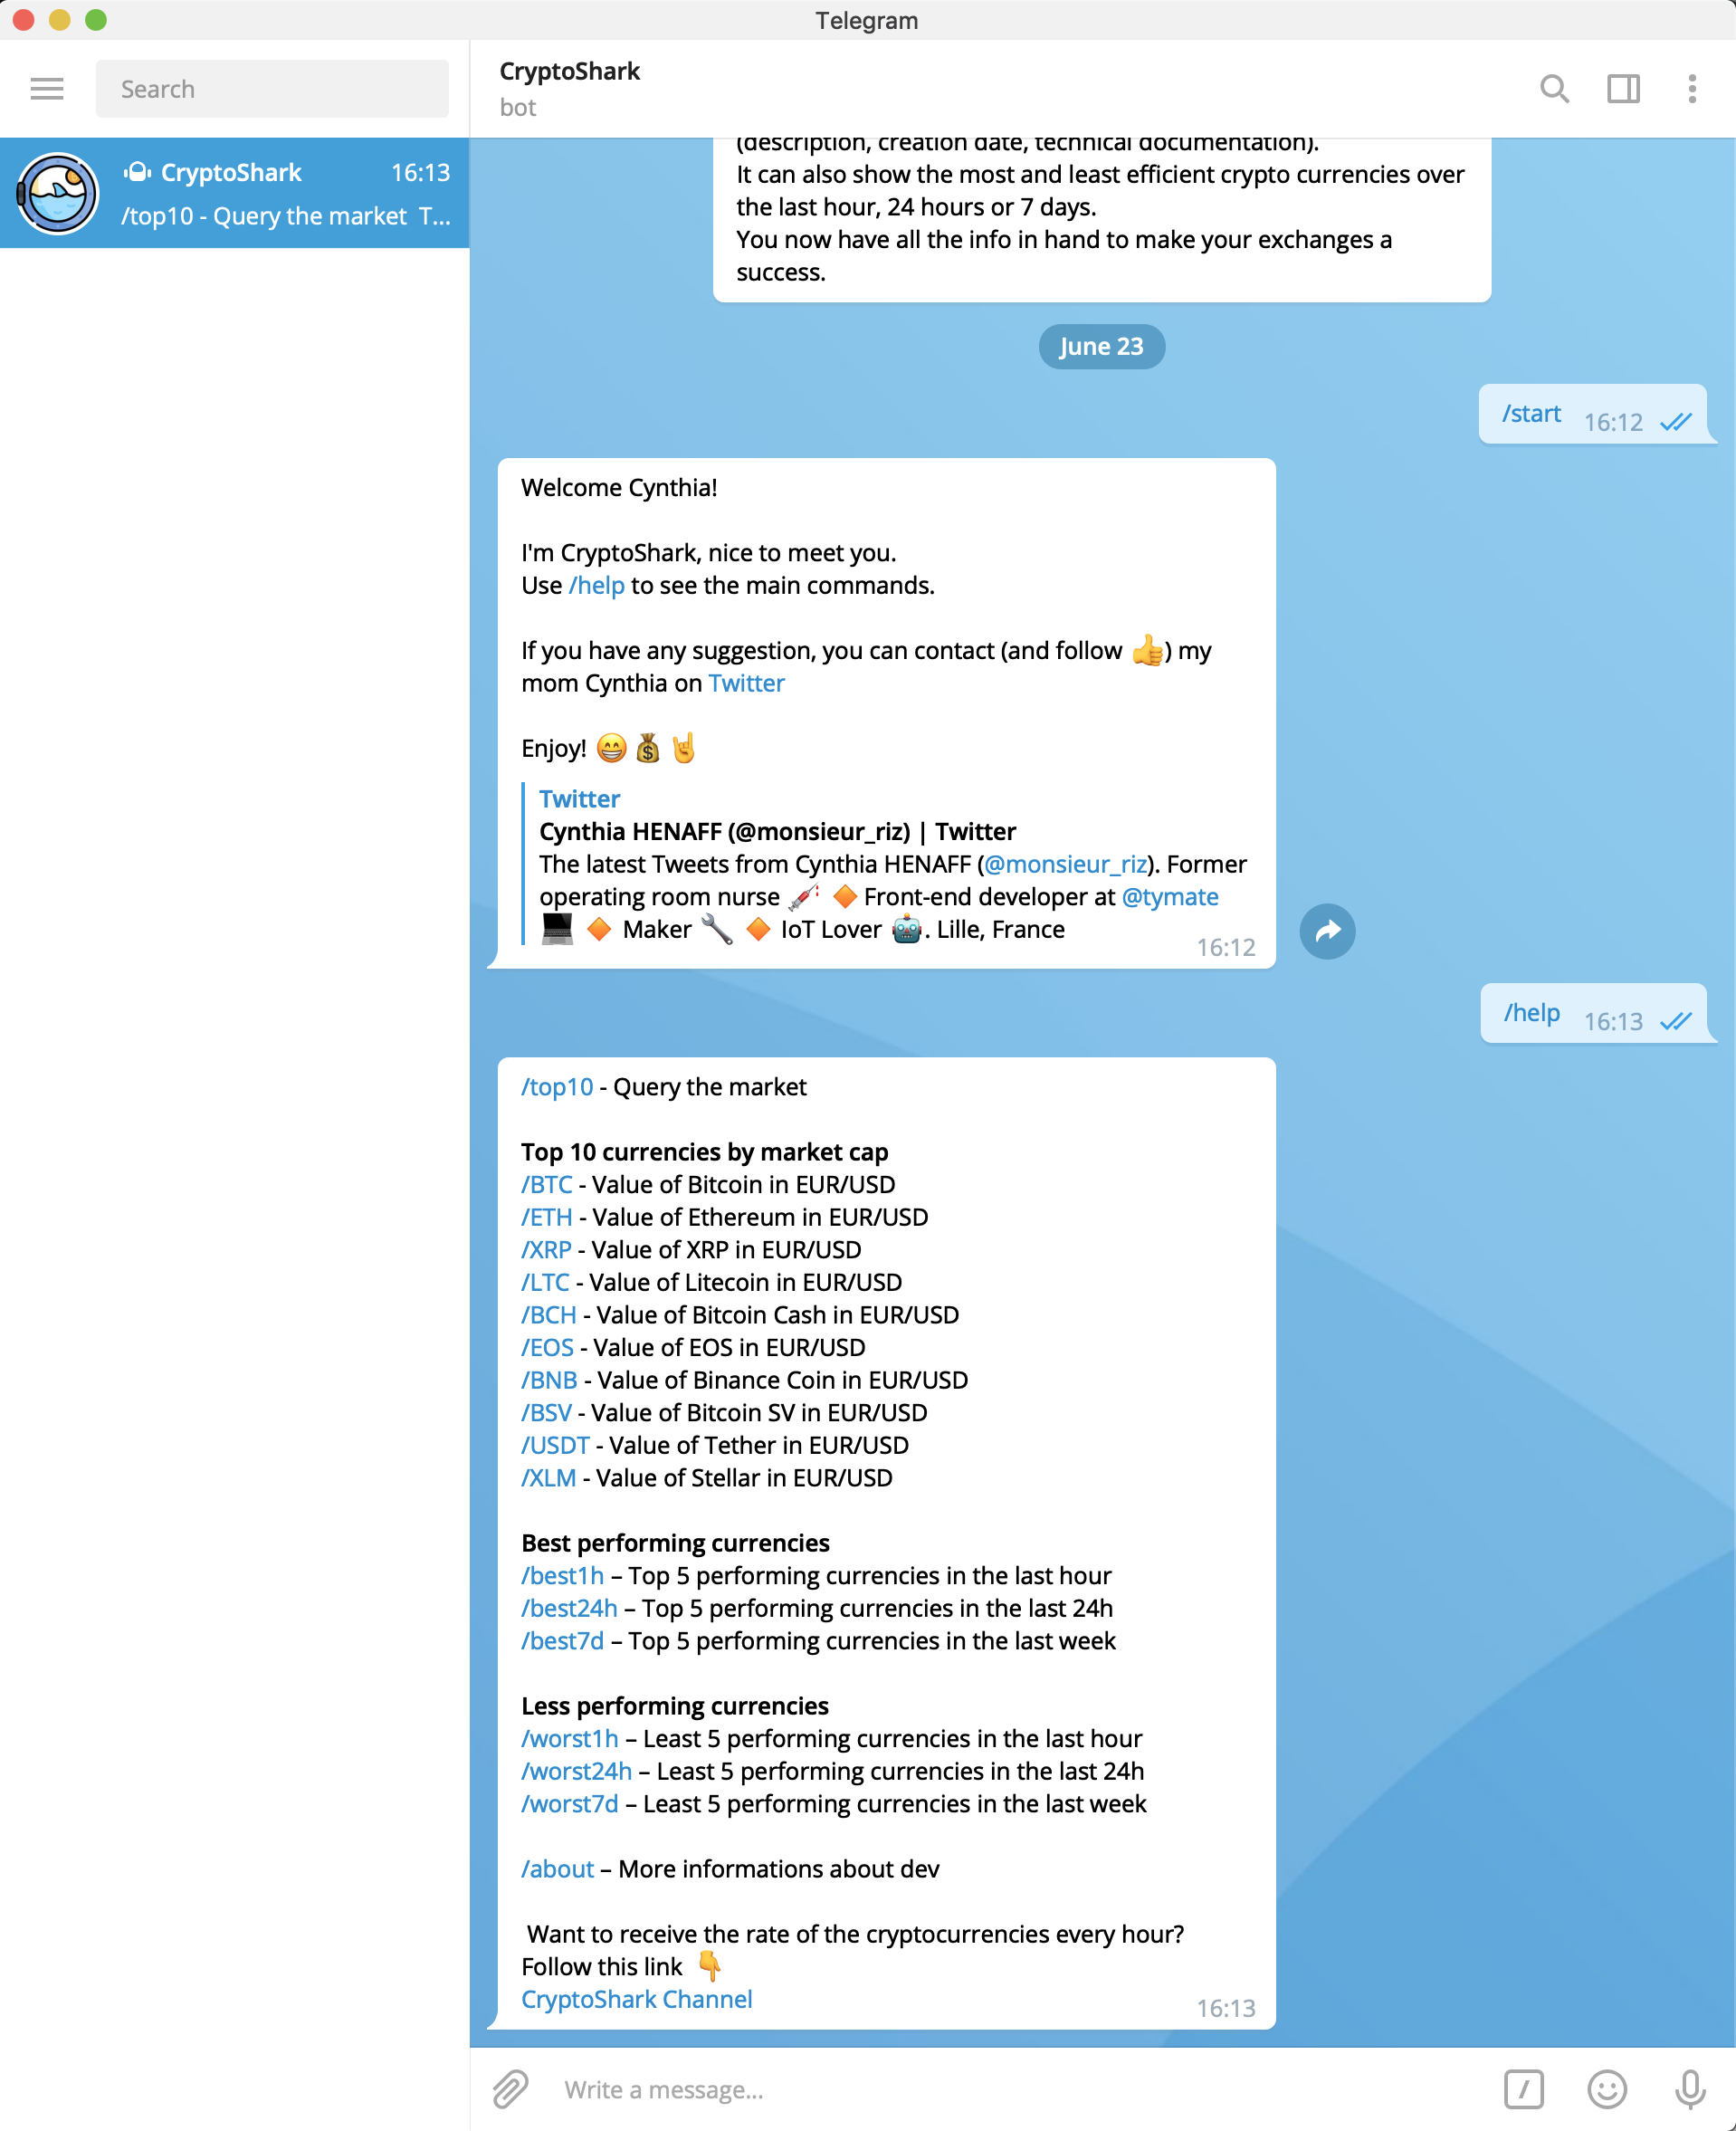 Telegram
Search
CryptoShark
bot
CryptoShark 16:13
/top10 - Query the market T...
(description, creation date, technical documentation).
It can also show the most and least efficient crypto currencies over
the last hour, 24 hours or 7 days.
You now have all the info in hand to make your exchanges a
success.
June 23
/start 16:12
Welcome Cynthia!
I'm CryptoShark, nice to meet you.
Use /help to see the main commands.
If you have any suggestion, you can contact (and follow 👍) my
mom Cynthia on Twitter
Enjoy! 😁💰🤘
Twitter
Cynthia HENAFF (@monsieur_riz) | Twitter
The latest Tweets from Cynthia HENAFF (@monsieur_riz). Former
operating room nurse 💉 🔶 Front-end developer at @tymate
💻 🔶 Maker 🔧 🔶 IoT Lover 🤖. Lille, France
16:12
/help 16:13
/top10 - Query the market
Top 10 currencies by market cap
/BTC - Value of Bitcoin in EUR/USD
/ETH - Value of Ethereum in EUR/USD
/XRP - Value of XRP in EUR/USD
/LTC - Value of Litecoin in EUR/USD
/BCH - Value of Bitcoin Cash in EUR/USD
/EOS - Value of EOS in EUR/USD
/BNB - Value of Binance Coin in EUR/USD
/BSV - Value of Bitcoin SV in EUR/USD
/USDT - Value of Tether in EUR/USD
/XLM - Value of Stellar in EUR/USD
Best performing currencies
/best1h – Top 5 performing currencies in the last hour
/best24h – Top 5 performing currencies in the last 24h
/best7d – Top 5 performing currencies in the last week
Less performing currencies
/worst1h – Least 5 performing currencies in the last hour
/worst24h – Least 5 performing currencies in the last 24h
/worst7d – Least 5 performing currencies in the last week
/about – More informations about dev
Want to receive the rate of the cryptocurrencies every hour?
Follow this link 👇
CryptoShark Channel
16:13
Write a message...